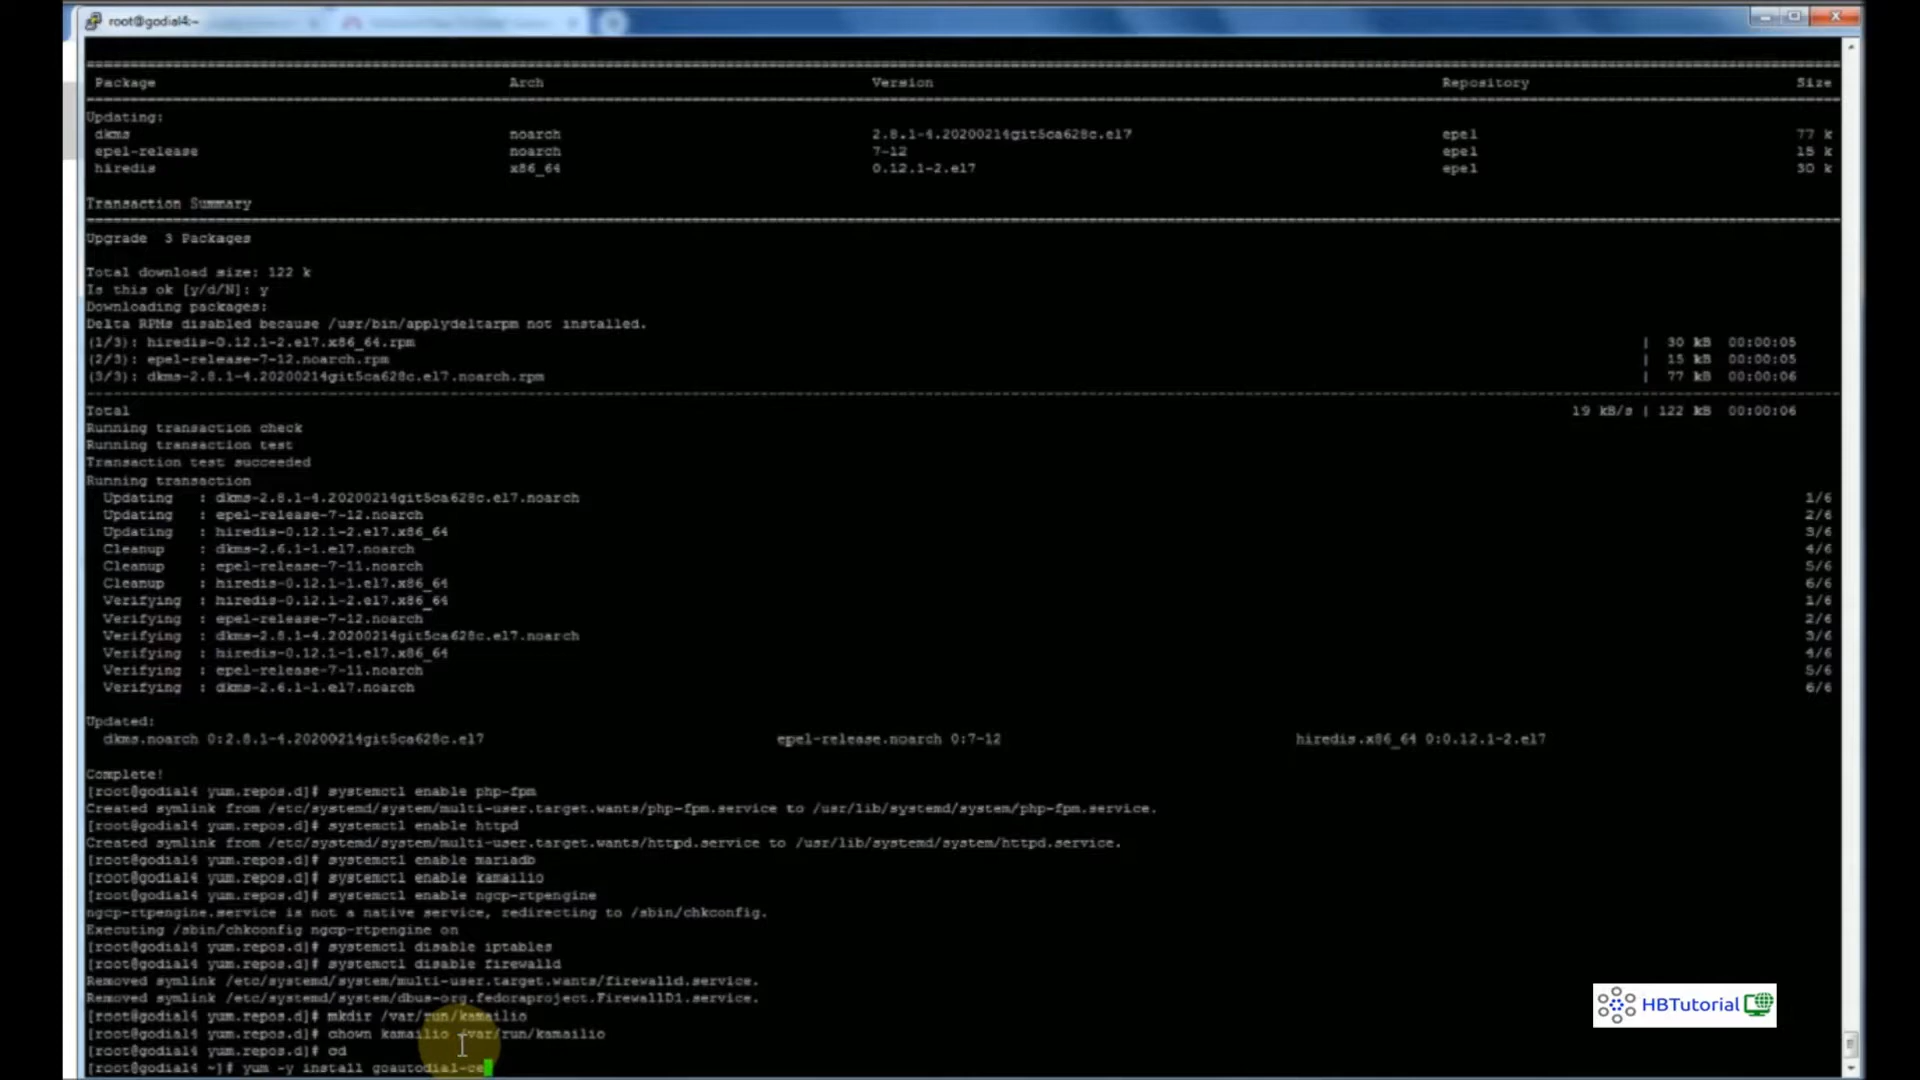 root@godial4:~
Package Arch Version Repository Size
Updating:
dkms noarch 2.8.1-4.20200214git5ca628c.el7 epel 77 k
epel-release noarch 7-12 epel 15 k
hiredis x86_64 0.12.1-2.el7 epel 30 k
Transaction Summary
Upgrade 3 Packages
Total download size: 122 k
Is this ok [y/d/N]: y
Downloading packages:
Delta RPMs disabled because /usr/bin/applydeltarpm not installed.
(1/3): hiredis-0.12.1-2.el7.x86_64.rpm | 30 kB 00:00:05
(2/3): epel-release-7-12.noarch.rpm | 15 kB 00:00:05
(3/3): dkms-2.8.1-4.20200214git5ca628c.el7.noarch.rpm | 77 kB 00:00:06
Total 19 kB/s | 122 kB 00:00:06
Running transaction check
Running transaction test
Transaction test succeeded
Running transaction
Updating : dkms-2.8.1-4.20200214git5ca628c.el7.noarch 1/6
Updating : epel-release-7-12.noarch 2/6
Updating : hiredis-0.12.1-2.el7.x86_64 3/6
Cleanup : dkms-2.6.1-1.el7.noarch 4/6
Cleanup : epel-release-7-11.noarch 5/6
Cleanup : hiredis-0.12.1-1.el7.x86_64 6/6
Verifying : hiredis-0.12.1-2.el7.x86_64 1/6
Verifying : epel-release-7-12.noarch 2/6
Verifying : dkms-2.8.1-4.20200214git5ca628c.el7.noarch 3/6
Verifying : hiredis-0.12.1-1.el7.x86_64 4/6
Verifying : epel-release-7-11.noarch 5/6
Verifying : dkms-2.6.1-1.el7.noarch 6/6
Updated:
dkms.noarch 0:2.8.1-4.20200214git5ca628c.el7 epel-release.noarch 0:7-12 hiredis.x86_64 0:0.12.1-2.el7
Complete!
[root@godial4 yum.repos.d]# systemctl enable php-fpm
Created symlink from /etc/systemd/system/multi-user.target.wants/php-fpm.service to /usr/lib/systemd/system/php-fpm.service.
[root@godial4 yum.repos.d]# systemctl enable httpd
Created symlink from /etc/systemd/system/multi-user.target.wants/httpd.service to /usr/lib/systemd/system/httpd.service.
[root@godial4 yum.repos.d]# systemctl enable mariadb
[root@godial4 yum.repos.d]# systemctl enable kamailio
[root@godial4 yum.repos.d]# systemctl enable ngcp-rtpengine
ngcp-rtpengine.service is not a native service, redirecting to /sbin/chkconfig.
Executing /sbin/chkconfig ngcp-rtpengine on
[root@godial4 yum.repos.d]# systemctl disable iptables
[root@godial4 yum.repos.d]# systemctl disable firewalld
Removed symlink /etc/systemd/system/multi-user.target.wants/firewalld.service.
Removed symlink /etc/systemd/system/dbus-org.fedoraproject.FirewallD1.service.
[root@godial4 yum.repos.d]# mkdir /var/run/kamailio
[root@godial4 yum.repos.d]# chown kamailio /var/run/kamailio
[root@godial4 yum.repos.d]# cd
[root@godial4 ~]# yum -y install goautodial-ce
HBTutorial